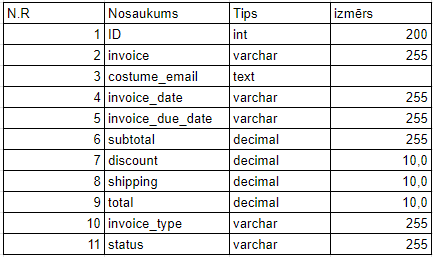 N.R Nosaukums Tips izmērs
1 ID int 200
2 invoice varchar 255
3 costume_email text
4 invoice_date varchar 255
5 invoice_due_date varchar 255
6 subtotal decimal 255
7 discount decimal 10,0
8 shipping decimal 10,0
9 total decimal 10,0
10 invoice_type varchar 255
11 status varchar 255